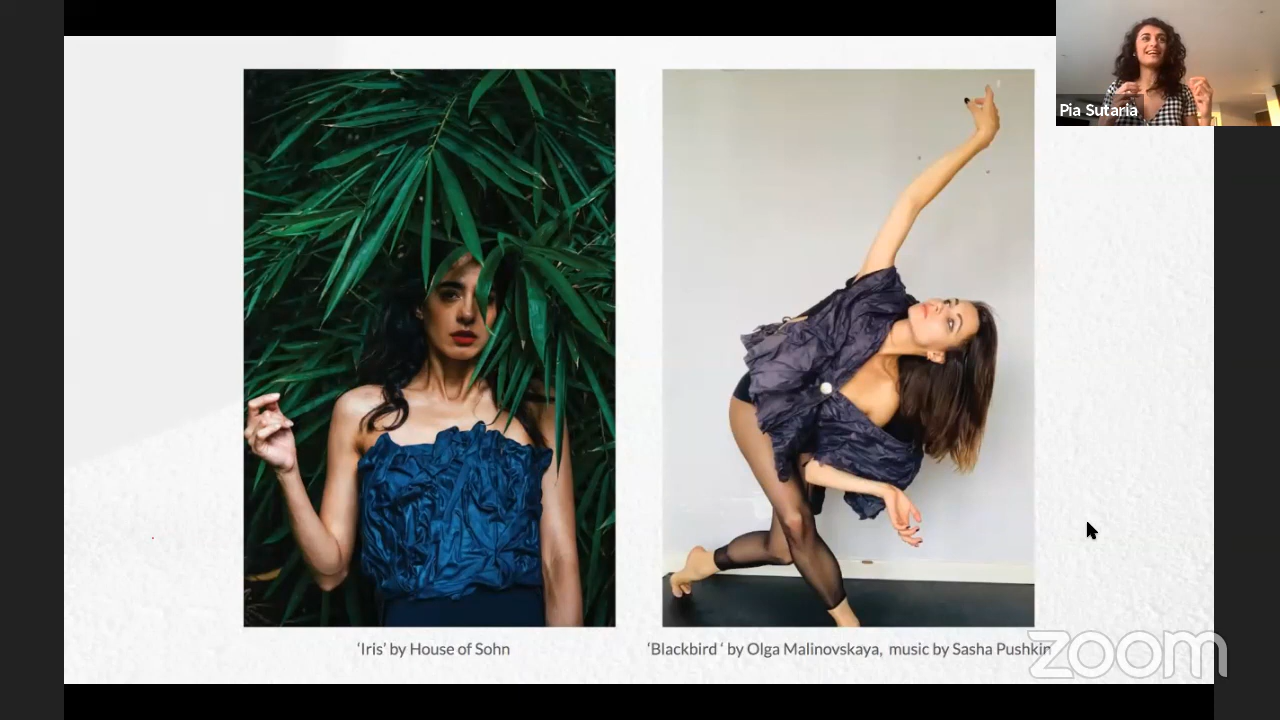 Pia Sutaria
'Iris' by House of Sohn
'Blackbird ' by Olga Malinovskaya, music by Sasha Pushkin
zoom